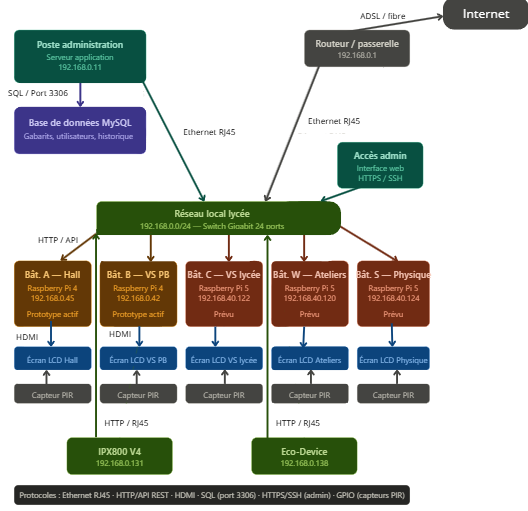 ADSL / fibre
Internet
Poste administration
Serveur application
192.168.0.11
Routeur / passerelle
192.168.0.1
SQL / Port 3306
Base de données MySQL
Gabarits, utilisateurs, historique
Ethernet RJ45
Ethernet RJ45
Accès admin
Interface web
HTTPS / SSH
Réseau local lycée
192.168.0.0/24 — Switch Gigabit 24 ports
HTTP / API
Bât. A — Hall
Raspberry Pi 4
192.168.0.45
Prototype actif
Bât. B — VS PB
Raspberry Pi 4
192.168.0.42
Prototype actif
Bât. C — VS lycée
Raspberry Pi 5
192.168.40.122
Prévu
Bât. W — Ateliers
Raspberry Pi 5
192.168.40.120
Prévu
Bât. S — Physique
Raspberry Pi 5
192.168.40.124
Prévu
HDMI
HDMI
Écran LCD Hall
Écran LCD VS PB
Écran LCD VS lycée
Écran LCD Ateliers
Écran LCD Physique
Capteur PIR
Capteur PIR
Capteur PIR
Capteur PIR
Capteur PIR
HTTP / RJ45
HTTP / RJ45
IPX800 V4
192.168.0.131
Eco-Device
192.168.0.138
Protocoles : Ethernet RJ45 · HTTP/API REST · HDMI · SQL (port 3306) · HTTPS/SSH (admin) · GPIO (capteurs PIR)